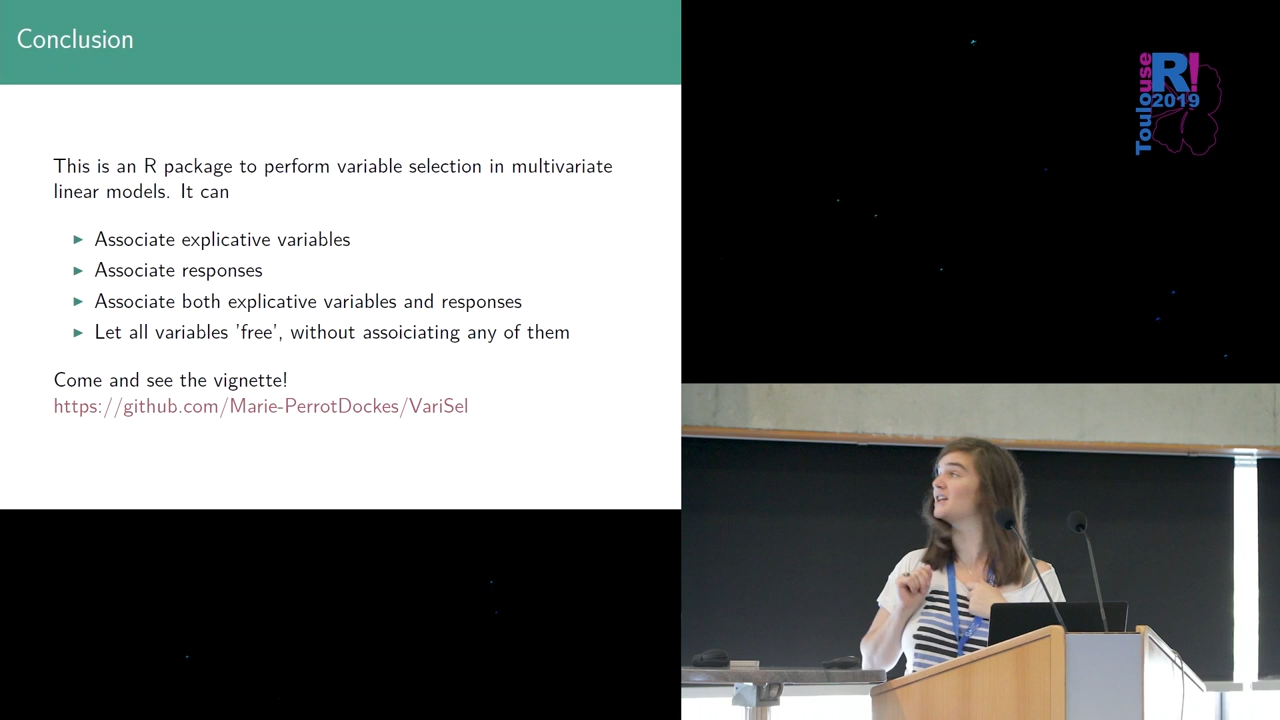 Conclusion
This is an R package to perform variable selection in multivariate
linear models. It can
Associate explicative variables
Associate responses
Associate both explicative variables and responses
Let all variables 'free', without assoiciating any of them
Come and see the vignette!
https://github.com/Marie-PerrotDockes/VariSel
Toulouse
R!
2019